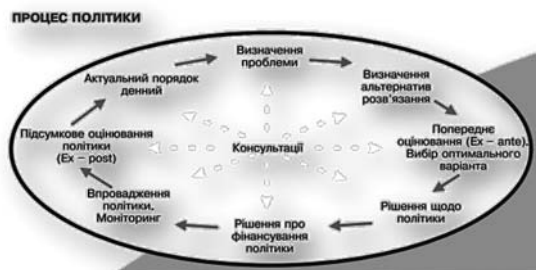 ПРОЦЕС ПОЛІТИКИ
Визначення
проблеми
Визначення
альтернатив
розв'язання
Попереднє
оцінювання (Ex – ante).
Вибір оптимального
варіанта
Рішення щодо
політики
Рішення про
фінансування
політики
Впровадження
політики.
Моніторинг
Підсумкове оцінювання
політики
(Ex – post)
Актуальний порядок
денний
Консультації